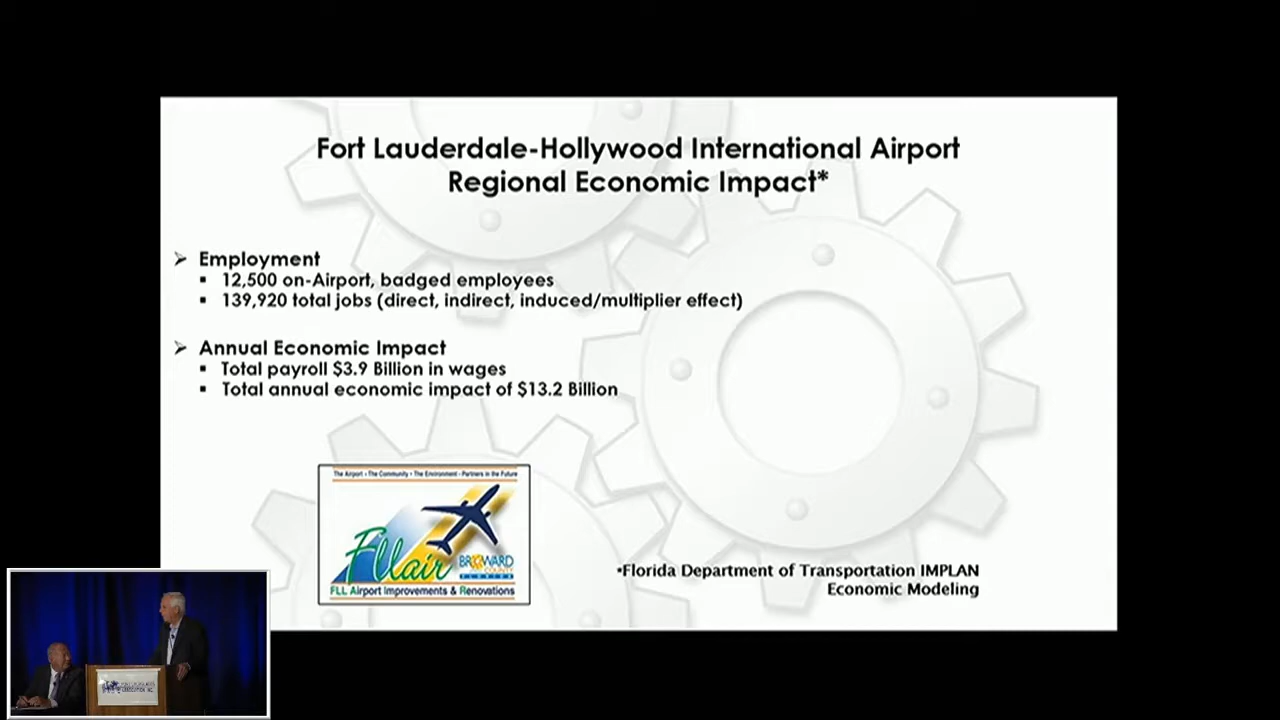 Fort Lauderdale-Hollywood International Airport
Regional Economic Impact*
Employment
12,500 on-Airport, badged employees
139,920 total jobs (direct, indirect, induced/multiplier effect)
Annual Economic Impact
Total payroll $3.9 Billion in wages
Total annual economic impact of $13.2 Billion
The Airport • The Community • The Environment - Partners in the Future
Fllair
BROWARD
COUNTY
FLORIDA
FLL Airport Improvements & Renovations
•Florida Department of Transportation IMPLAN
Economic Modeling